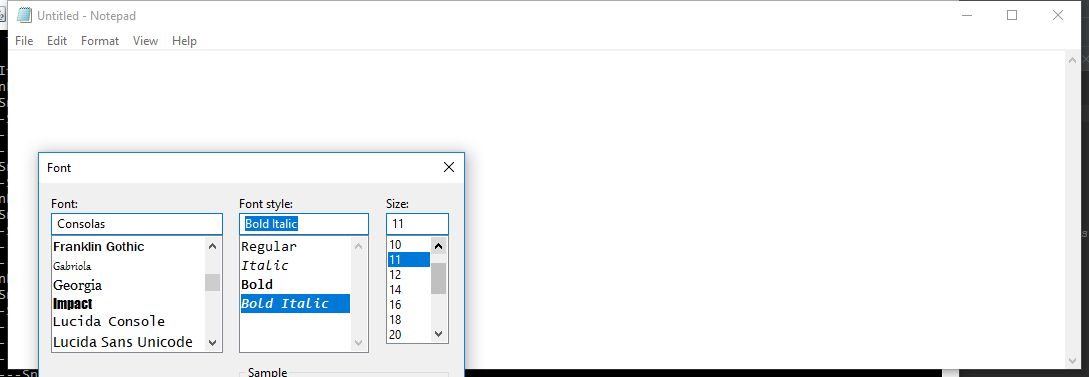 Untitled - Notepad
File Edit Format View Help
Font
Font: Font style: Size:
Consolas Bold Italic 11
Franklin Gothic Regular 10
Gabriola Italic 11
Georgia Bold 12
Impact Bold Italic 14
Lucida Console 16
Lucida Sans Unicode 18
20
Sample